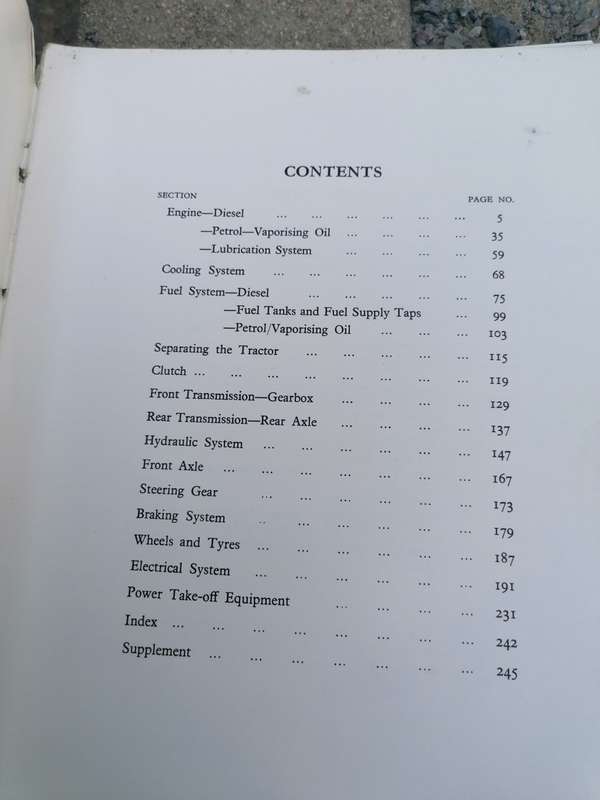 CONTENTS
SECTION PAGE NO.
Engine—Diesel ... ... ... ... ... ... 5
—Petrol—Vaporising Oil ... ... ... ... 35
—Lubrication System ... ... ... ... 59
Cooling System ... ... ... ... ... ... 68
Fuel System—Diesel ... ... ... ... ... 75
—Fuel Tanks and Fuel Supply Taps ... 99
—Petrol/Vaporising Oil ... ... ... 103
Separating the Tractor ... ... ... ... ... 115
Clutch ... ... ... ... ... ... ... 119
Front Transmission—Gearbox ... ... ... ... 129
Rear Transmission—Rear Axle ... ... ... ... 137
Hydraulic System ... ... ... ... ... ... 147
Front Axle ... ... ... ... ... ... ... 167
Steering Gear ... ... ... ... ... ... 173
Braking System ... ... ... ... ... ... 179
Wheels and Tyres ... ... ... ... ... ... 187
Electrical System ... ... ... ... ... ... 191
Power Take-off Equipment ... ... ... ... 231
Index ... ... ... ... ... ... ... ... 242
Supplement ... ... ... ... ... ... ... 245